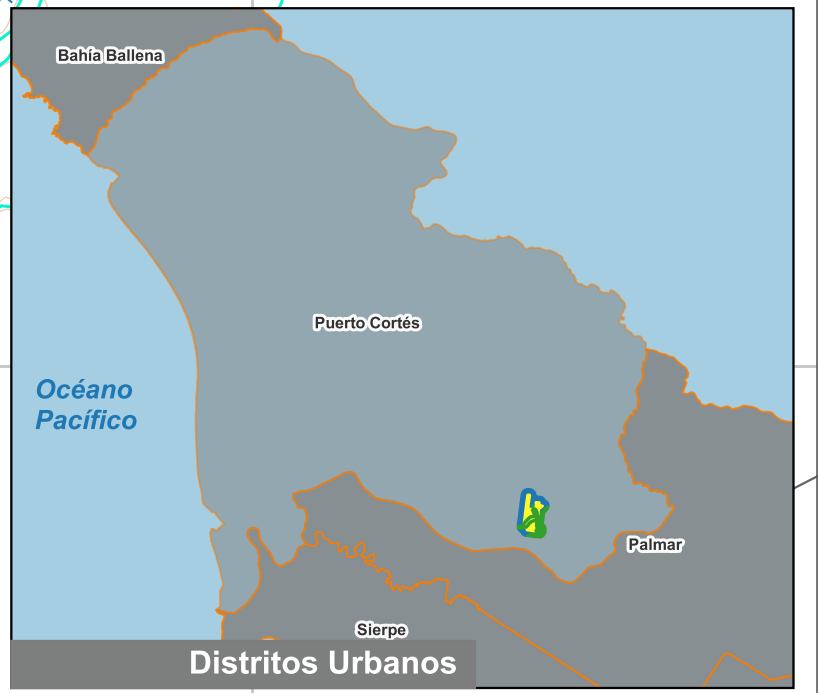 Bahía Ballena
Puerto Cortés
Océano
Pacífico
Palmar
Sierpe
Distritos Urbanos